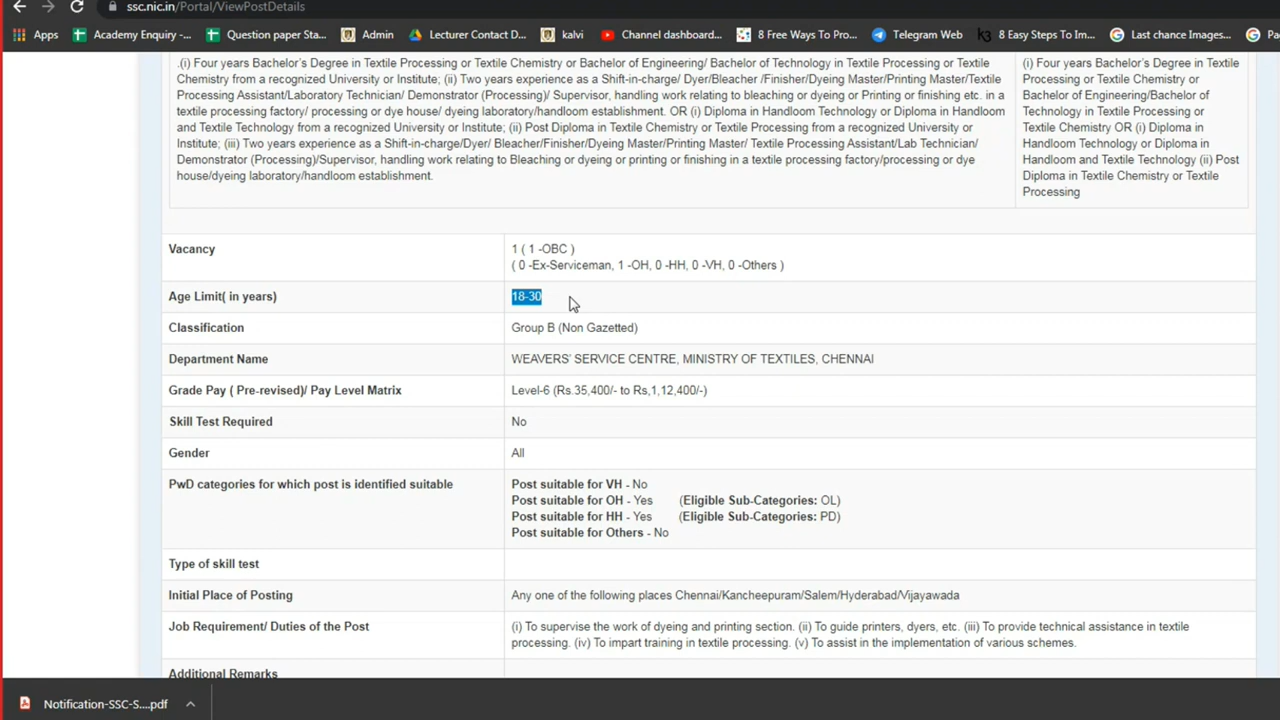 ssc.nic.in/Portal/ViewPostDetails
Apps Academy Enquiry -... Question paper Sta... Admin Lecturer Contact D... kalvi Channel dashboard... 8 Free Ways To Pro... Telegram Web k3 8 Easy Steps To Im... Last chance Images... Pa
.(i) Four years Bachelor's Degree in Textile Processing or Textile Chemistry or Bachelor of Engineering/ Bachelor of Technology in Textile Processing or Textile
Chemistry from a recognized University or Institute; (ii) Two years experience as a Shift-in-charge/ Dyer/Bleacher /Finisher/Dyeing Master/Printing Master/Textile
Processing Assistant/Laboratory Technician/ Demonstrator (Processing)/ Supervisor, handling work relating to bleaching or dyeing or Printing or finishing etc. in a
textile processing factory/ processing or dye house/ dyeing laboratory/handloom establishment. OR (i) Diploma in Handloom Technology or Diploma in Handloom
and Textile Technology from a recognized University or Institute; (ii) Post Diploma in Textile Chemistry or Textile Processing from a recognized University or
Institute; (iii) Two years experience as a Shift-in-charge/Dyer/ Bleacher/Finisher/Dyeing Master/Printing Master/ Textile Processing Assistant/Lab Technician/
Demonstrator (Processing)/Supervisor, handling work relating to Bleaching or dyeing or printing or finishing in a textile processing factory/processing or dye
house/dyeing laboratory/handloom establishment.
(i) Four years Bachelor's Degree in
Textile Processing or Textile
Chemistry or Bachelor of
Engineering/Bachelor of
Technology in Textile Processing or
Textile Chemistry OR (i) Diploma in
Handloom Technology or Diploma in
Handloom and Textile Technology (ii) Post
Diploma in Textile Chemistry or Textile
Processing
Vacancy 1 ( 1 -OBC )
( 0 -Ex-Serviceman, 1 -OH, 0 -HH, 0 -VH, 0 -Others )
Age Limit( in years) 18-30
Classification Group B (Non Gazetted)
Department Name WEAVERS' SERVICE CENTRE, MINISTRY OF TEXTILES, CHENNAI
Grade Pay ( Pre-revised)/ Pay Level Matrix Level-6 (Rs.35,400/- to Rs,1,12,400/-)
Skill Test Required No
Gender All
PwD categories for which post is identified suitable Post suitable for VH - No
Post suitable for OH - Yes (Eligible Sub-Categories: OL)
Post suitable for HH - Yes (Eligible Sub-Categories: PD)
Post suitable for Others - No
Type of skill test
Initial Place of Posting Any one of the following places Chennai/Kancheepuram/Salem/Hyderabad/Vijayawada
Job Requirement/ Duties of the Post (i) To supervise the work of dyeing and printing section. (ii) To guide printers, dyers, etc. (iii) To provide technical assistance in textile
processing. (iv) To impart training in textile processing. (v) To assist in the implementation of various schemes.
Additional Remarks
Notification-SSC-S....pdf